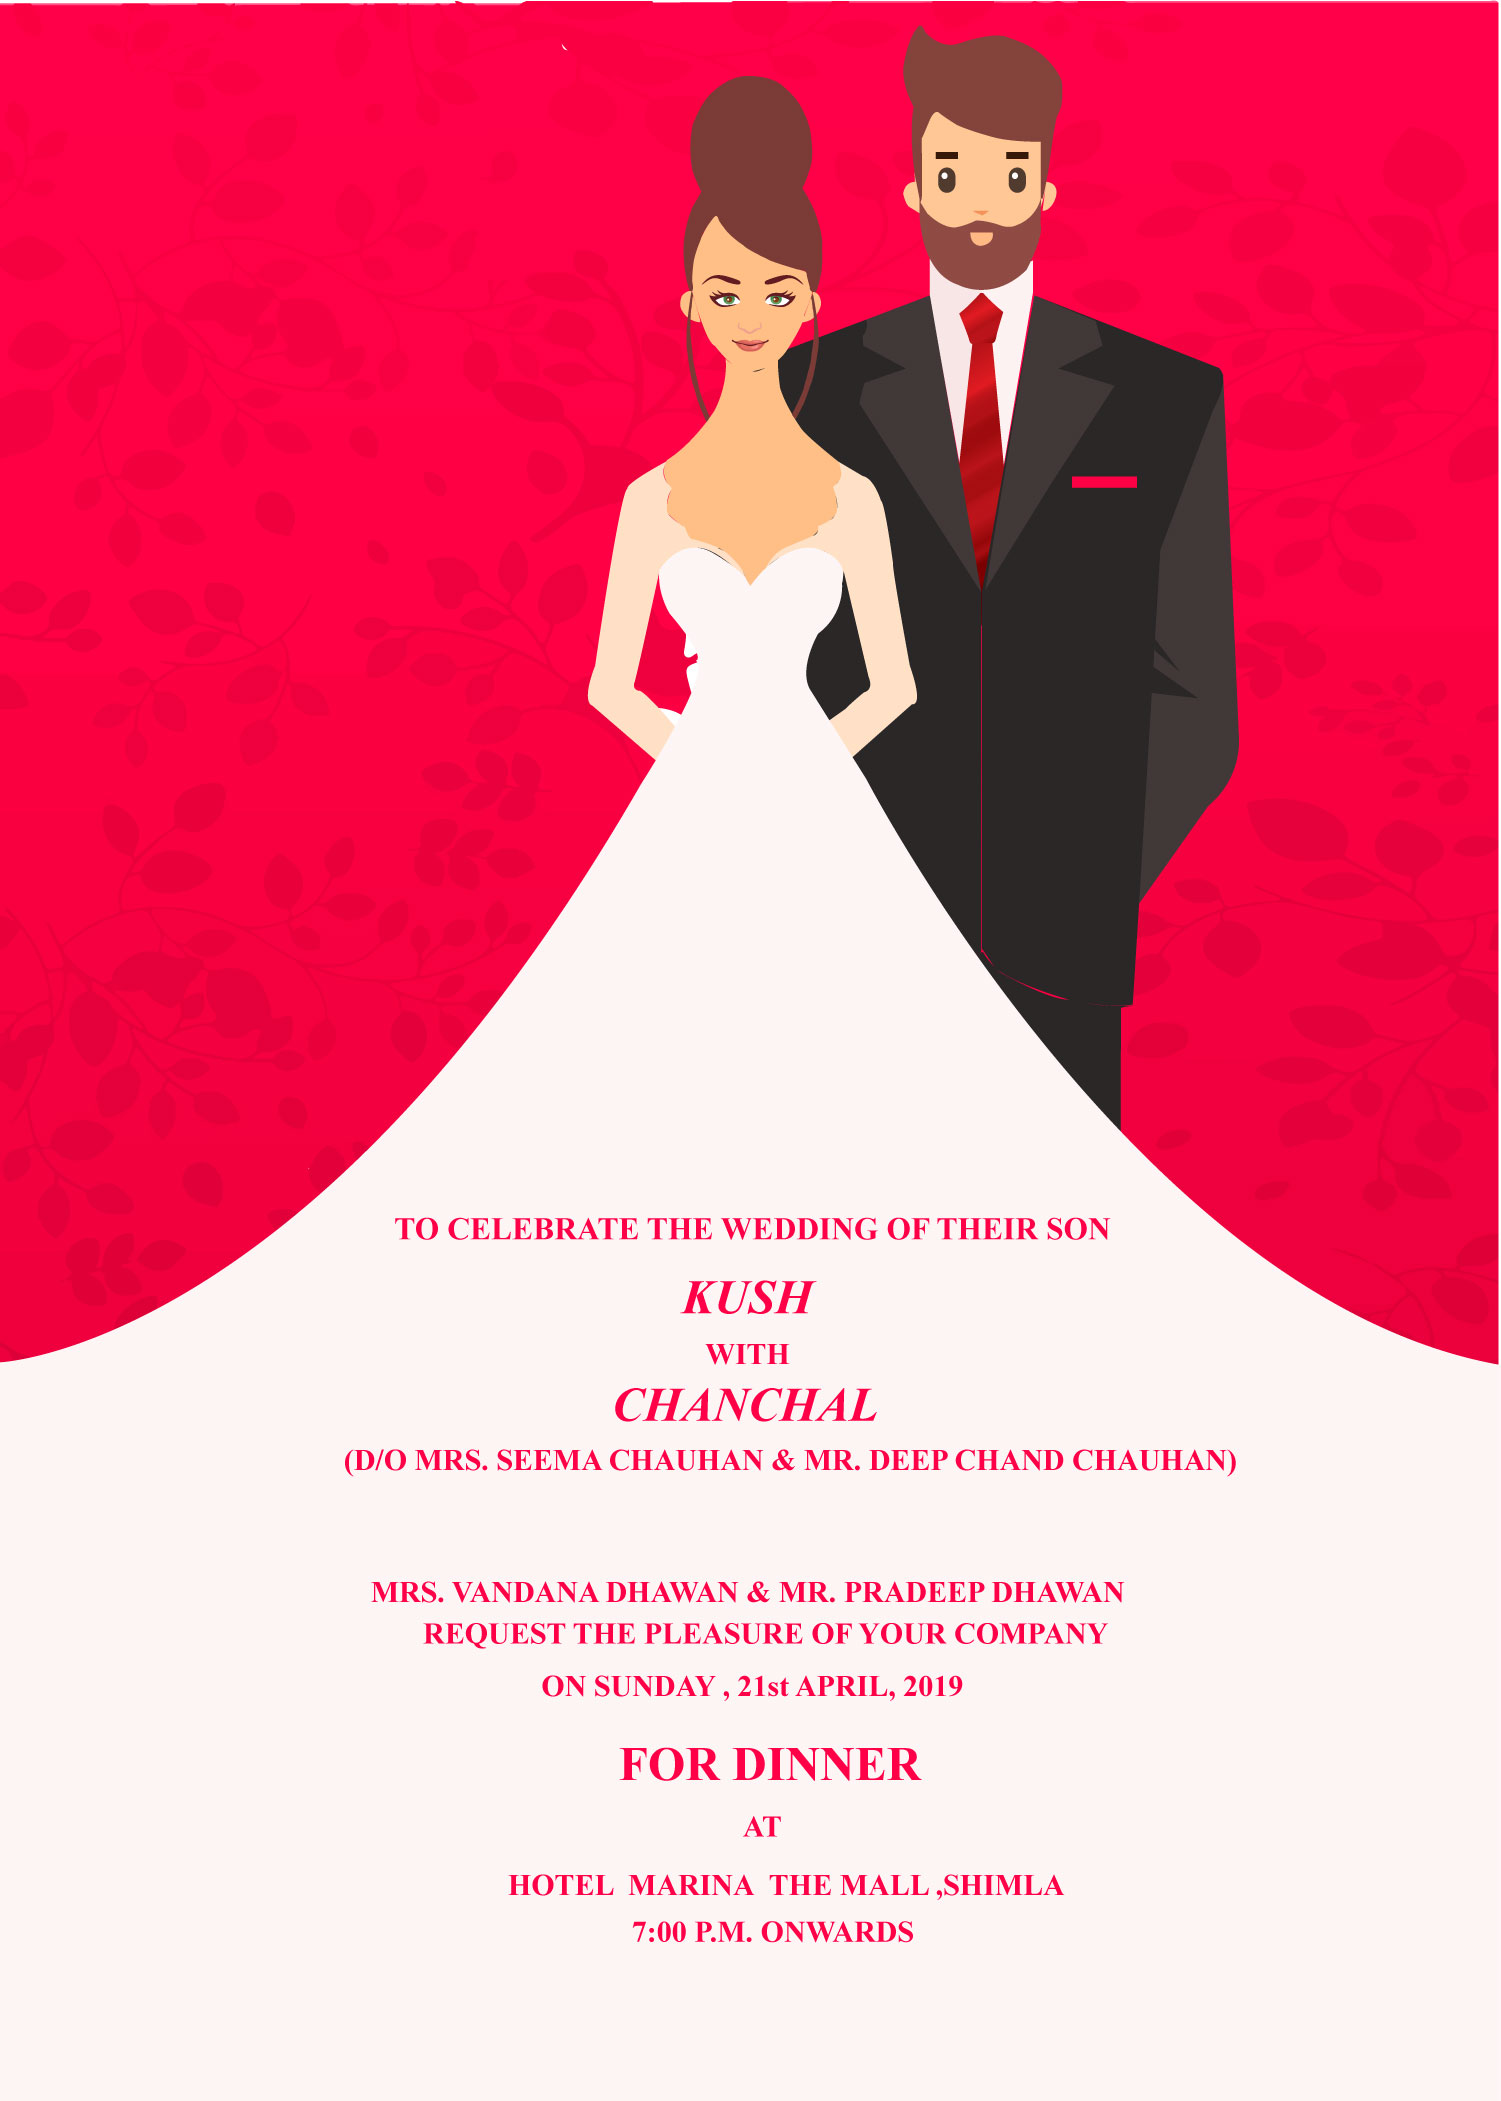 TO CELEBRATE THE WEDDING OF THEIR SON
KUSH
WITH
CHANCHAL
(D/O MRS. SEEMA CHAUHAN & MR. DEEP CHAND CHAUHAN)
MRS. VANDANA DHAWAN & MR. PRADEEP DHAWAN
REQUEST THE PLEASURE OF YOUR COMPANY
ON SUNDAY , 21st APRIL, 2019
FOR DINNER
AT
HOTEL MARINA THE MALL ,SHIMLA
7:00 P.M. ONWARDS